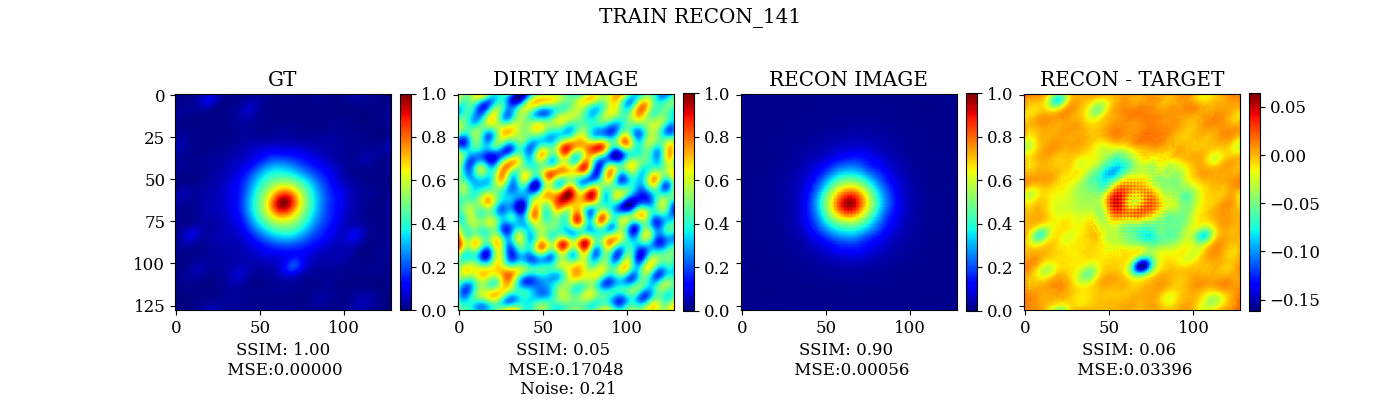 TRAIN RECON_141
GT
DIRTY IMAGE
RECON IMAGE
RECON - TARGET
0
25
50
75
100
125
0
50
100
1.0
0.8
0.6
0.4
0.2
0.0
0
50
100
1.0
0.8
0.6
0.4
0.2
0.0
0
50
100
1.0
0.8
0.6
0.4
0.2
0.0
0
50
100
0.05
0.00
−0.05
−0.10
−0.15
SSIM: 1.00
MSE:0.00000
SSIM: 0.05
MSE:0.17048
Noise: 0.21
SSIM: 0.90
MSE:0.00056
SSIM: 0.06
MSE:0.03396